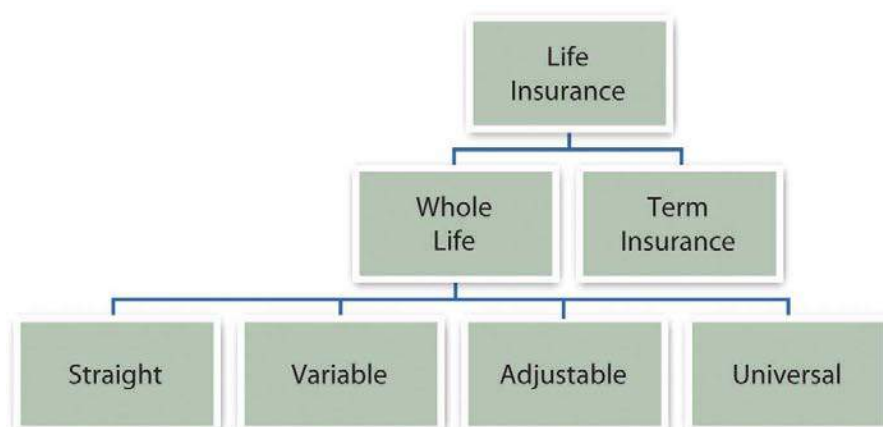 Life
Insurance
Whole
Life
Term
Insurance
Straight
Variable
Adjustable
Universal